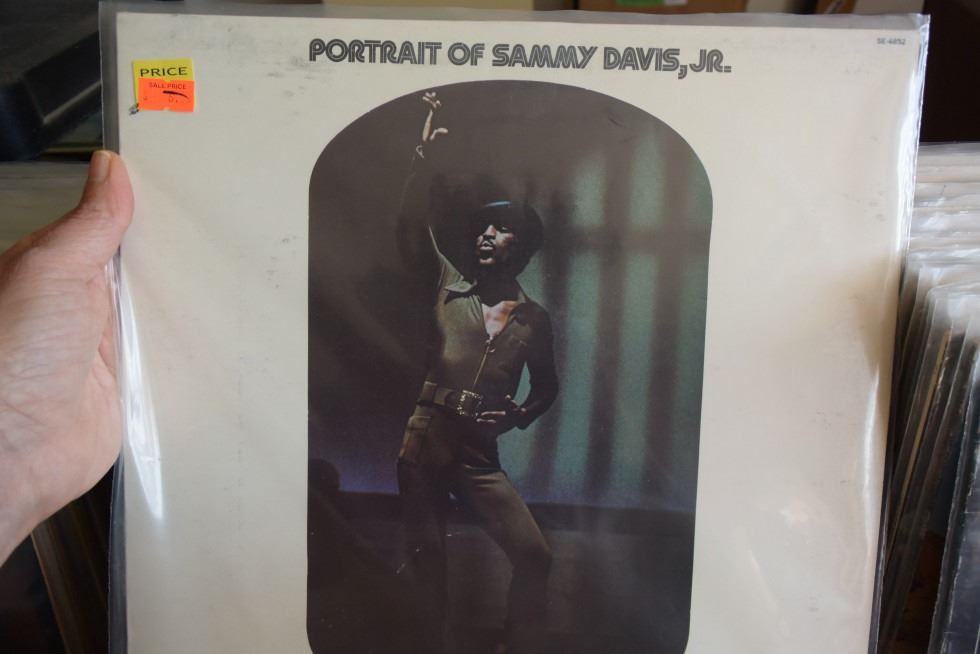 PORTRAIT OF SAMMY DAVIS, JR.
SE-4852
PRICE
SALE PRICE